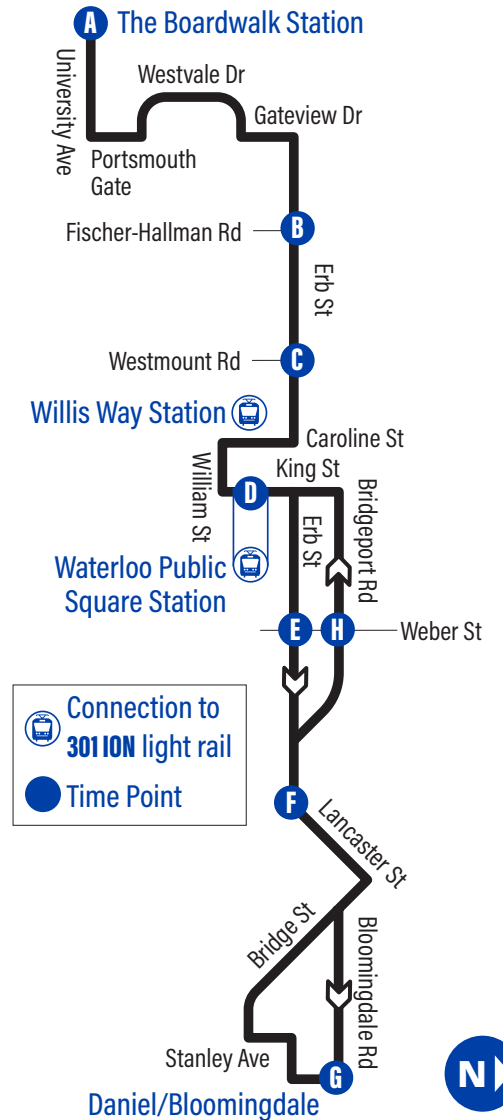 A The Boardwalk Station
University Ave
Westvale Dr
Gateview Dr
Portsmouth
Gate
Fischer-Hallman Rd
B
Erb St
Westmount Rd
C
Willis Way Station
Caroline St
William St
King St
D
Erb St
Bridgeport Rd
Waterloo Public
Square Station
E
H
Weber St
Connection to
301 ION light rail
Time Point
F
Lancaster St
Bridge St
Bloomingdale Rd
Stanley Ave
G
Daniel/Bloomingdale
N